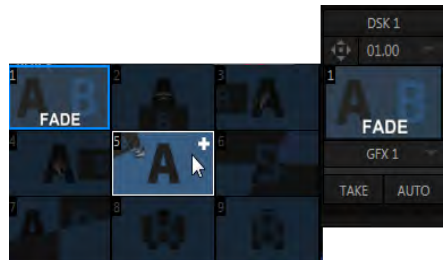 DSK 1
01.00
1 2 3 1
A B A A B
FADE FADE
4 5 6 GFX 1
A A S
TAKE AUTO
7 8 9
A